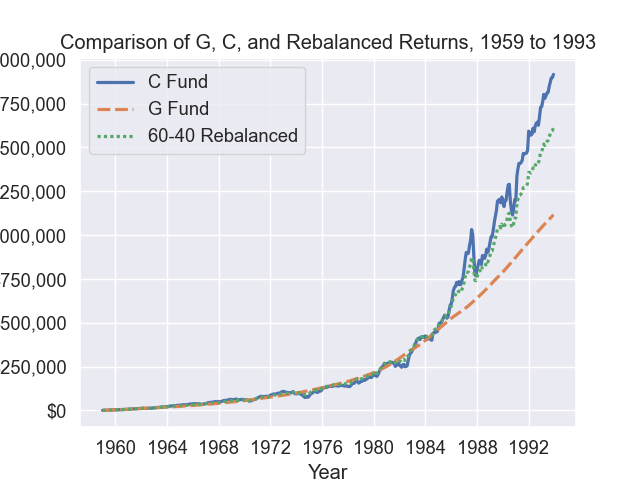 Comparison of G, C, and Rebalanced Returns, 1959 to 1993
000,000
750,000
500,000
250,000
000,000
750,000
500,000
250,000
$0
C Fund
G Fund
60-40 Rebalanced
1960 1964 1968 1972 1976 1980 1984 1988 1992
Year